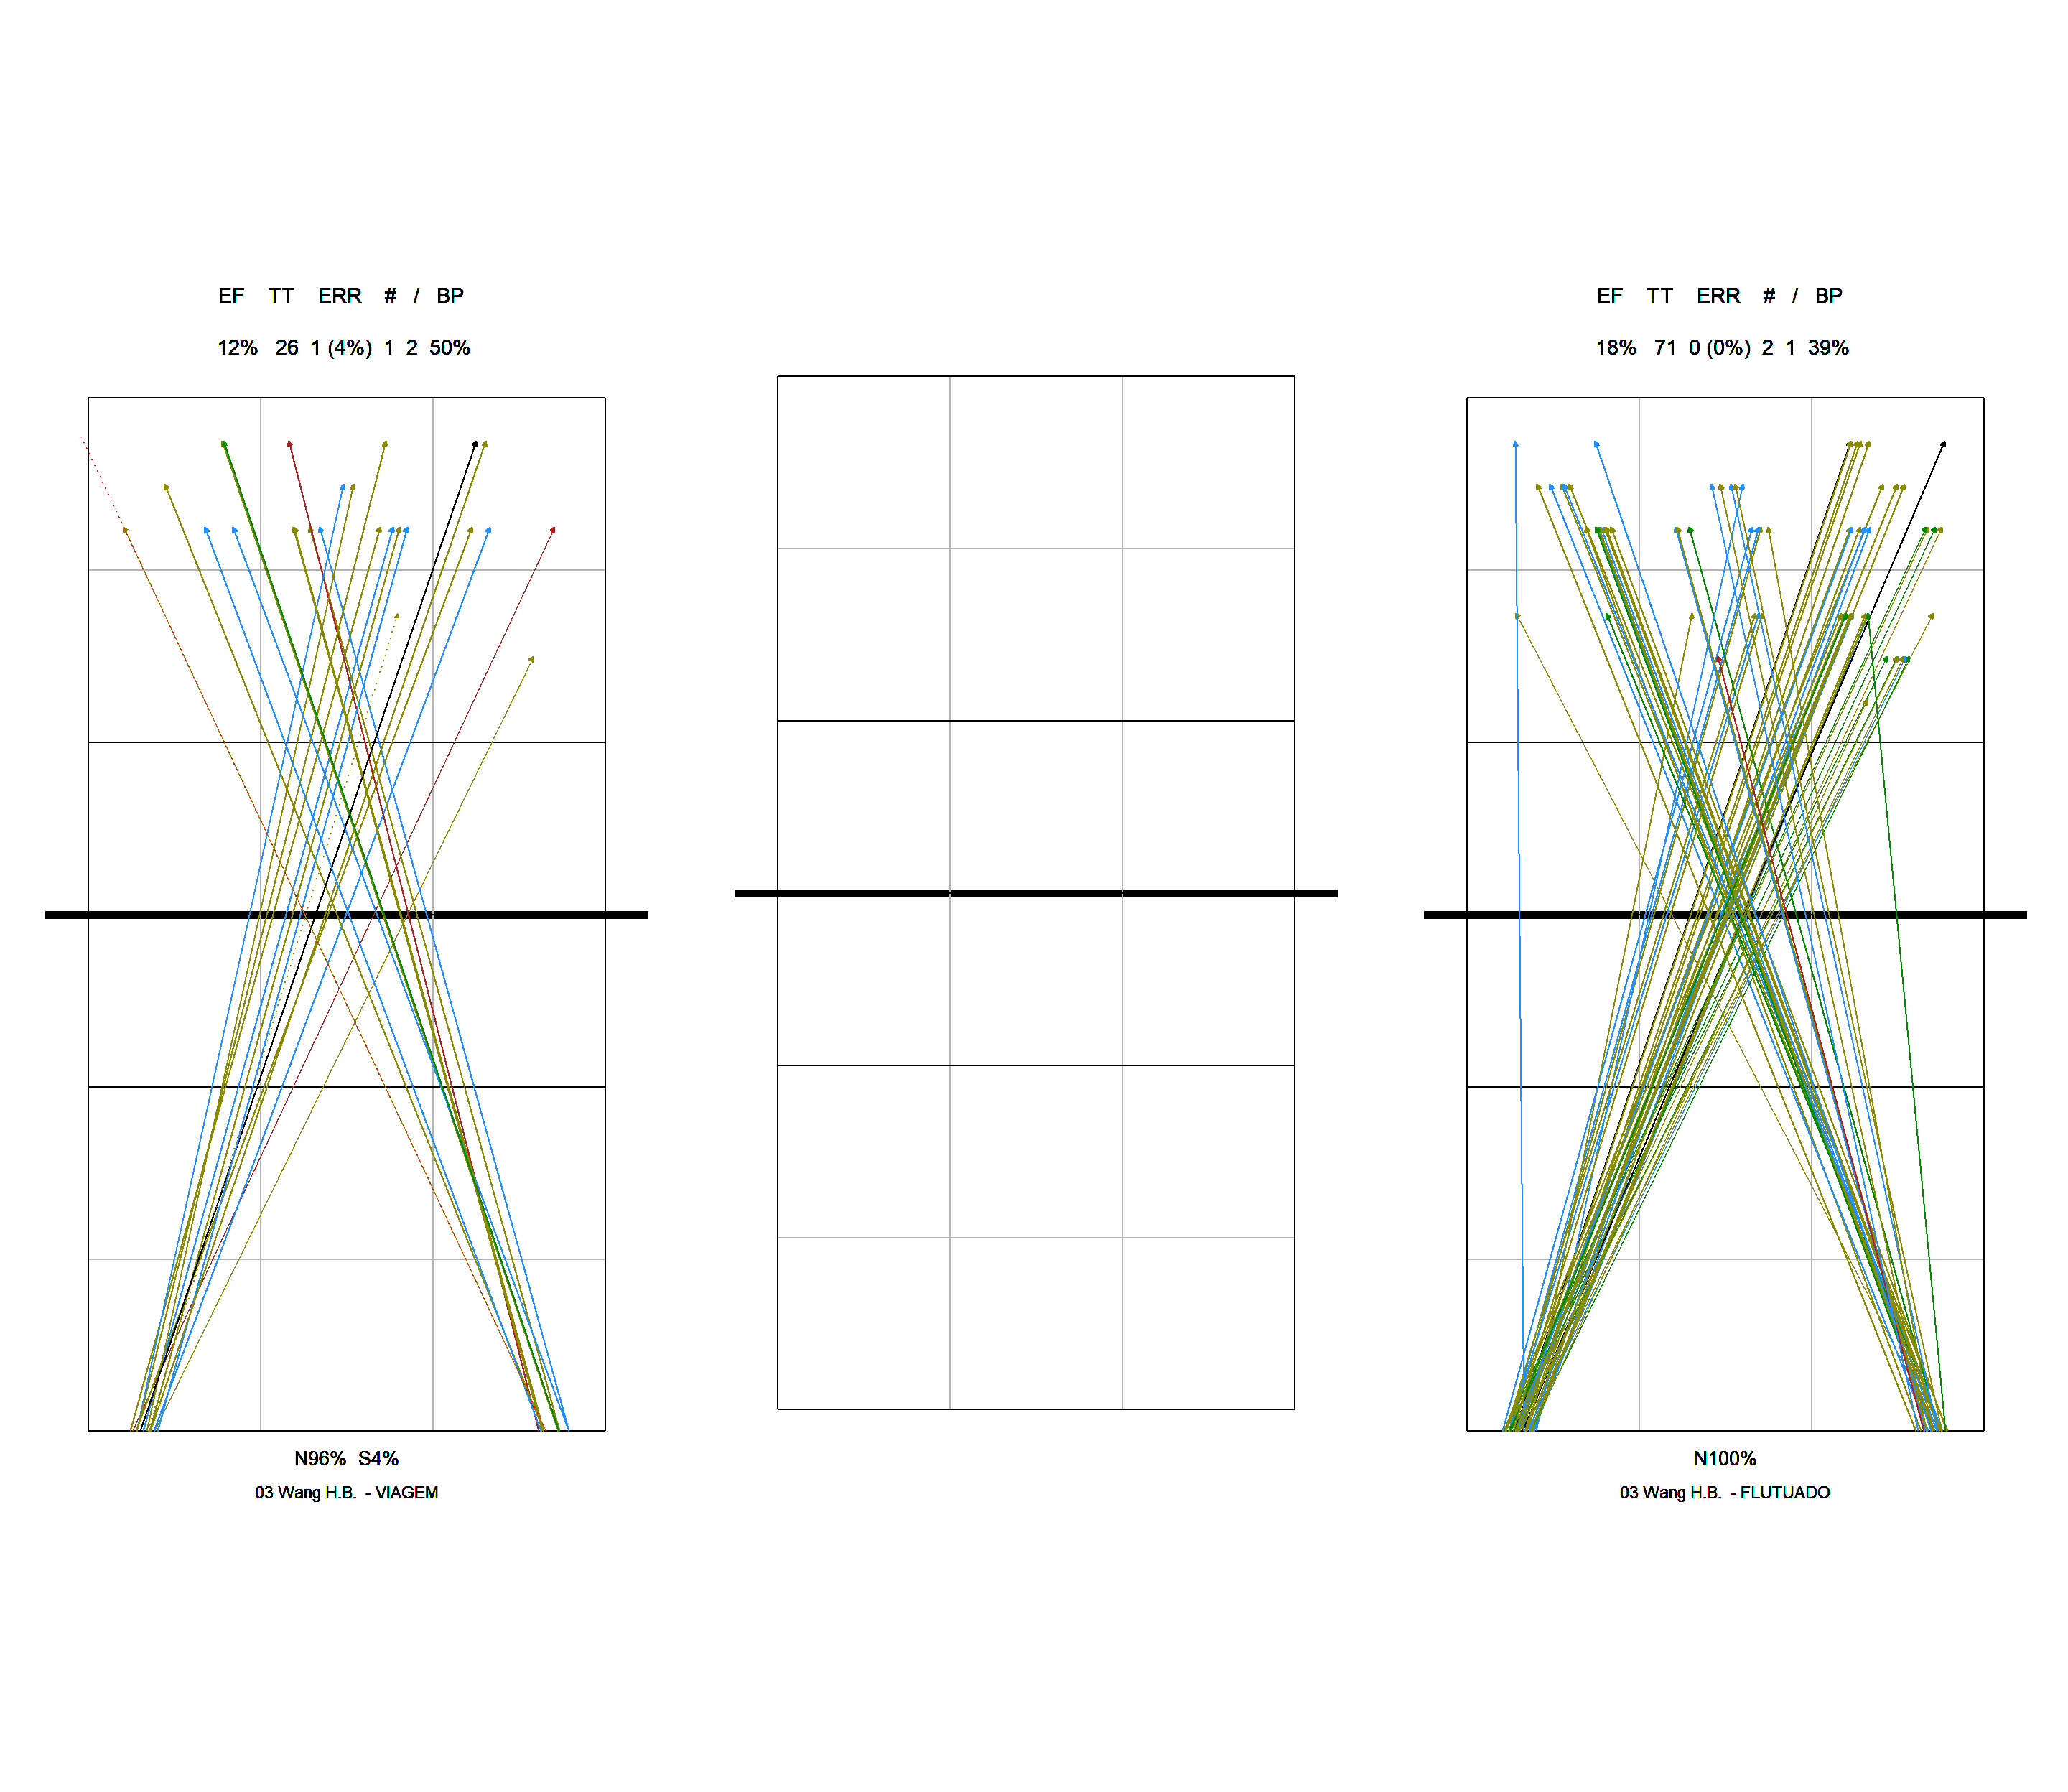 EF TT ERR # / BP
12% 26 1 (4%) 1 2 50%
N96% S4%
03 Wang H.B. - VIAGEM
EF TT ERR # / BP
18% 71 0 (0%) 2 1 39%
N100%
03 Wang H.B. - FLUTUADO